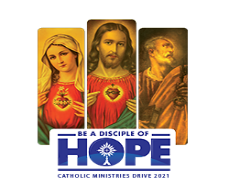 BE A DISCIPLE OF
HOPE
CATHOLIC MINISTRIES DRIVE 2021